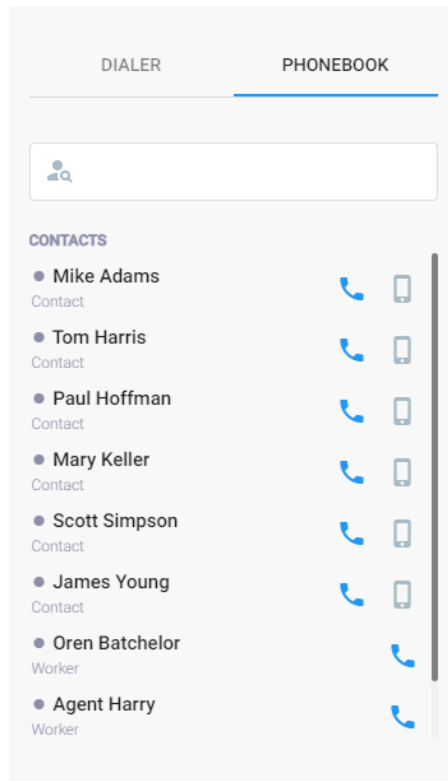 DIALER PHONEBOOK
CONTACTS
Mike Adams
Contact
Tom Harris
Contact
Paul Hoffman
Contact
Mary Keller
Contact
Scott Simpson
Contact
James Young
Contact
Oren Batchelor
Worker
Agent Harry
Worker